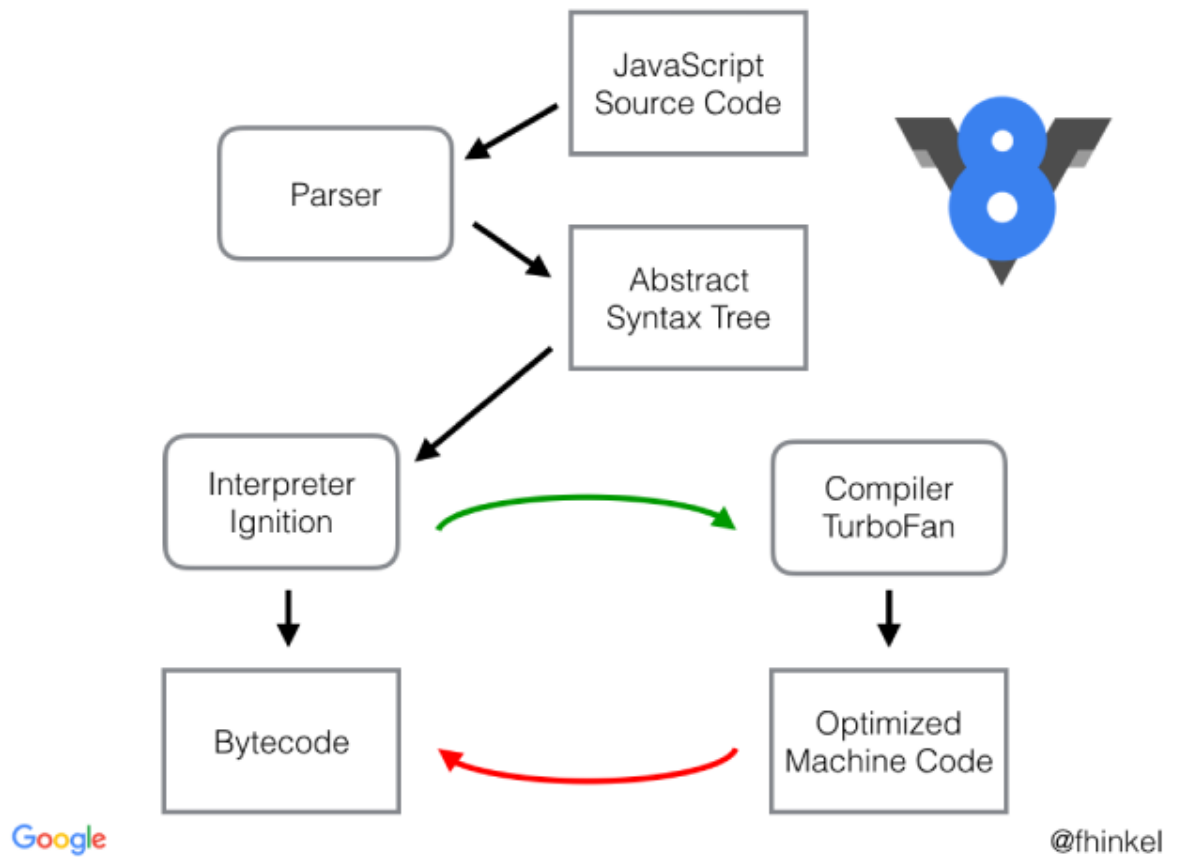 JavaScript
Source Code
Parser
Abstract
Syntax Tree
Interpreter
Ignition
Compiler
TurboFan
Bytecode
Optimized
Machine Code
Google
@fhinkel